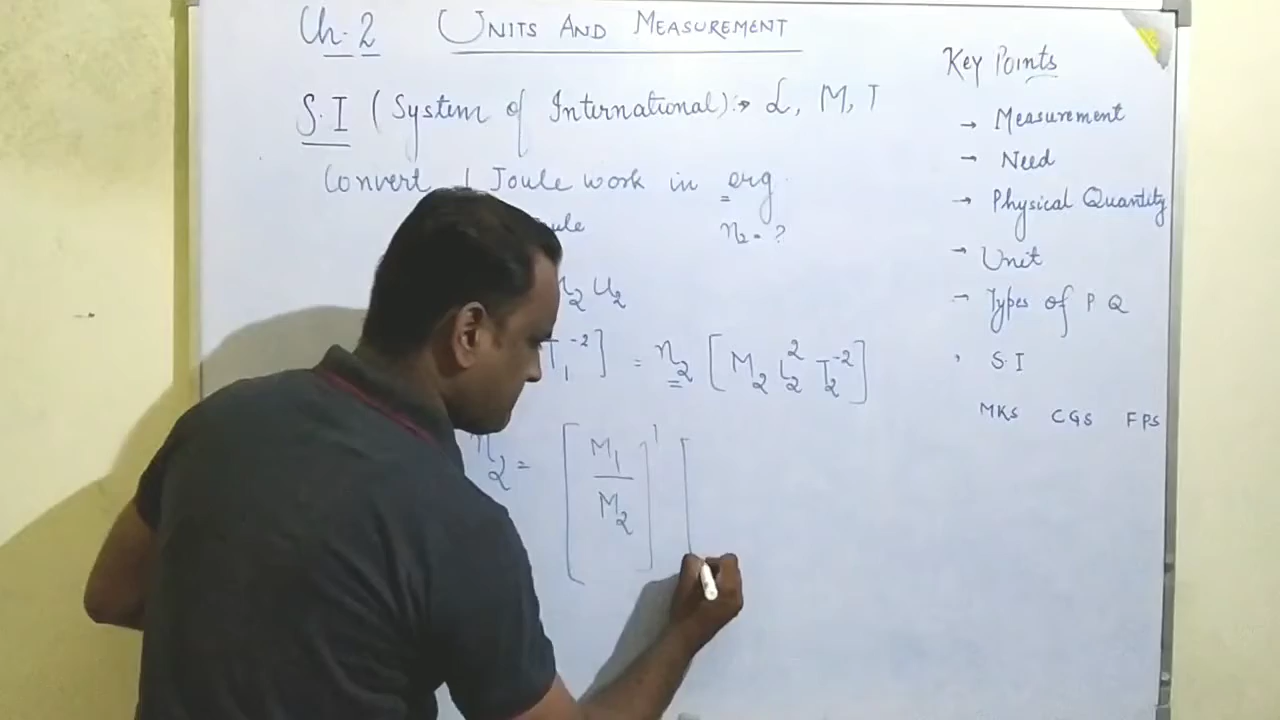 Ch. 2 UNITS AND MEASUREMENT
S.I (System of International):→ L, M, T
Convert 1 Joule work in erg
n2 = ?
n2 U2
T1^-2] = n2 [M2 L2^2 T2^-2]
n2 = [M1/M2]^1 [
Key Points
→ Measurement
→ Need
→ Physical Quantity
→ Unit
→ Types of P Q
S.I
MKS CGS FPS